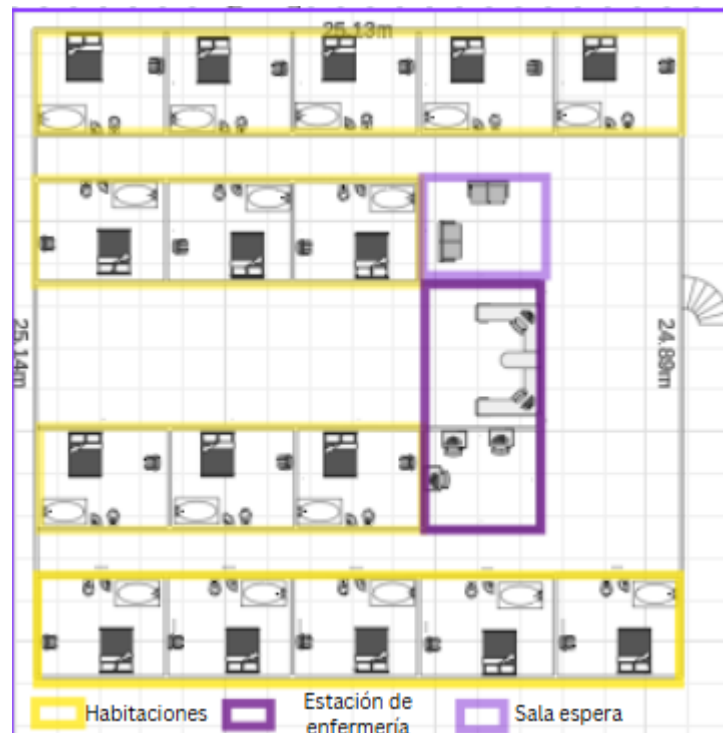 25.13m
25.14m
24.89m
Habitaciones
Estación de
enfermería
Sala espera